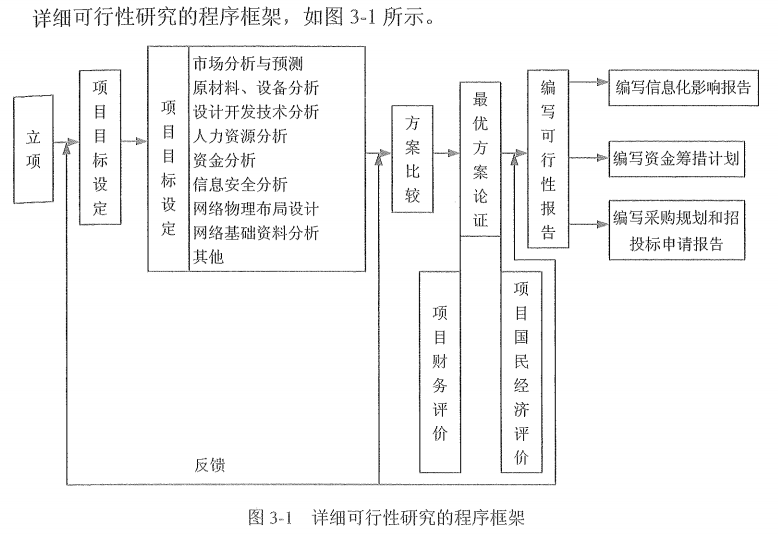 详细可行性研究的程序框架，如图 3-1 所示。
立项
项目目标设定
项目目标设定
市场分析与预测
原材料、设备分析
设计开发技术分析
人力资源分析
资金分析
信息安全分析
网络物理布局设计
网络基础资料分析
其他
方案比较
最优方案论证
项目财务评价
项目国民经济评价
编写可行性报告
编写信息化影响报告
编写资金筹措计划
编写采购规划和招
投标申请报告
反馈
图 3-1 详细可行性研究的程序框架